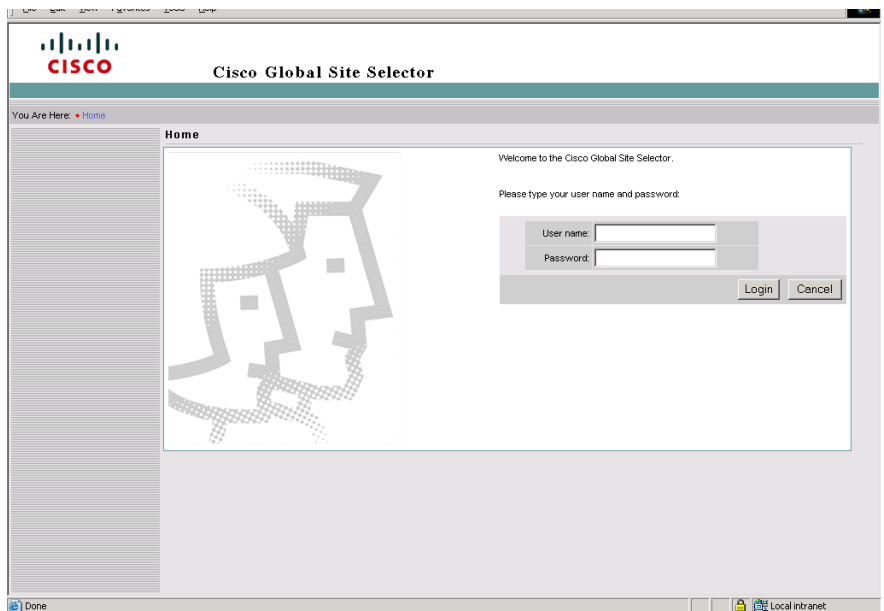 CISCO
Cisco Global Site Selector
You Are Here: Home
Home
Welcome to the Cisco Global Site Selector.
Please type your user name and password:
User name:
Password:
Login Cancel
Done Local intranet